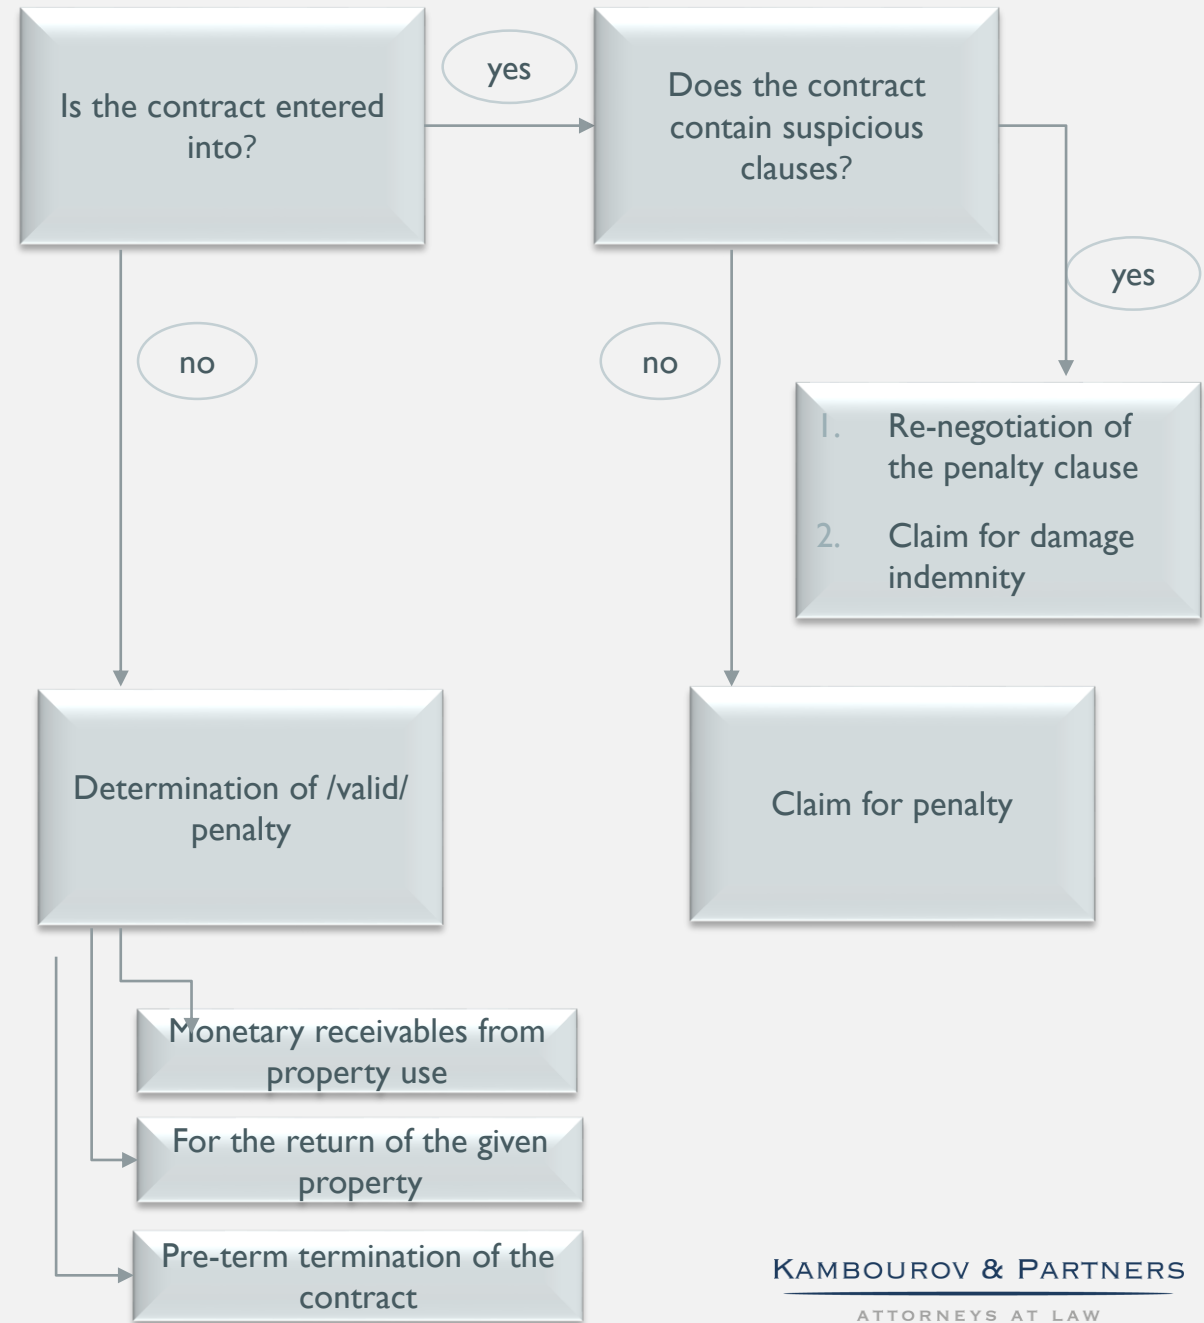 Is the contract entered
into?
yes
Does the contract
contain suspicious
clauses?
yes
no
no
1. Re-negotiation of
the penalty clause
2. Claim for damage
indemnity
Determination of /valid/
penalty
Claim for penalty
Monetary receivables from
property use
For the return of the given
property
Pre-term termination of the
contract
KAMBOUROV & PARTNERS
ATTORNEYS AT LAW